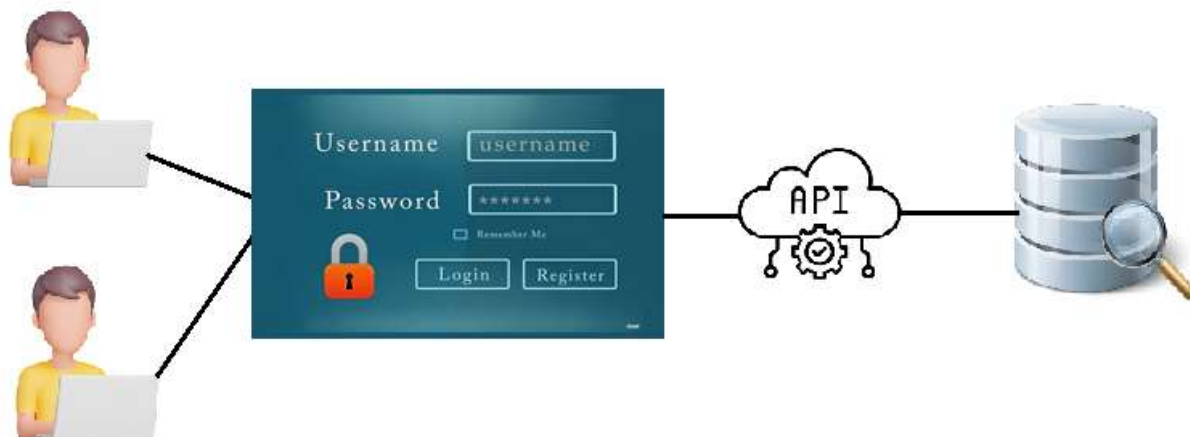 Username username
Password *******
Remember Me
Login Register
API